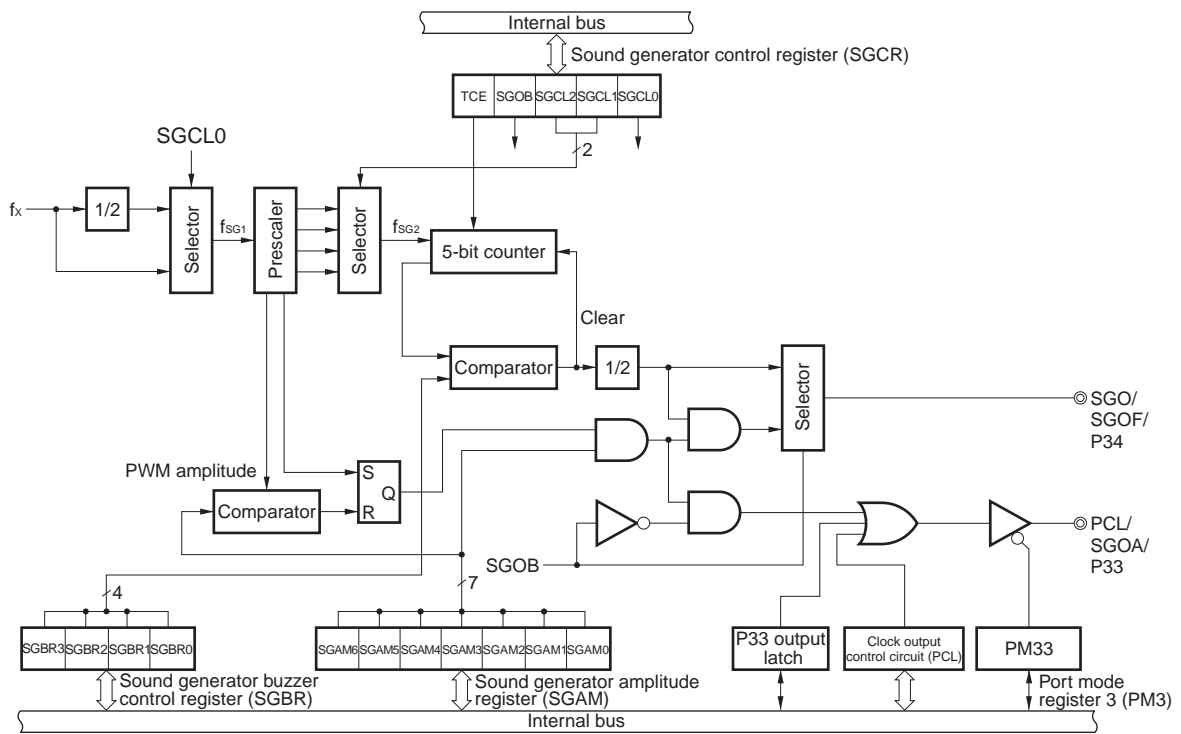 Internal bus
Sound generator control register (SGCR)
TCE SGOB SGCL2 SGCL1 SGCL0
SGCL0
2
fX
1/2
Selector
fSG1
Prescaler
Selector
fSG2
5-bit counter
Clear
Comparator
1/2
Selector
SGO/
SGOF/
P34
PWM amplitude
S
Q
R
Comparator
SGOB
PCL/
SGOA/
P33
4
7
SGBR3 SGBR2 SGBR1 SGBR0
SGAM6 SGAM5 SGAM4 SGAM3 SGAM2 SGAM1 SGAM0
P33 output
latch
Clock output
control circuit (PCL)
PM33
Sound generator buzzer
control register (SGBR)
Sound generator amplitude
register (SGAM)
Port mode
register 3 (PM3)
Internal bus